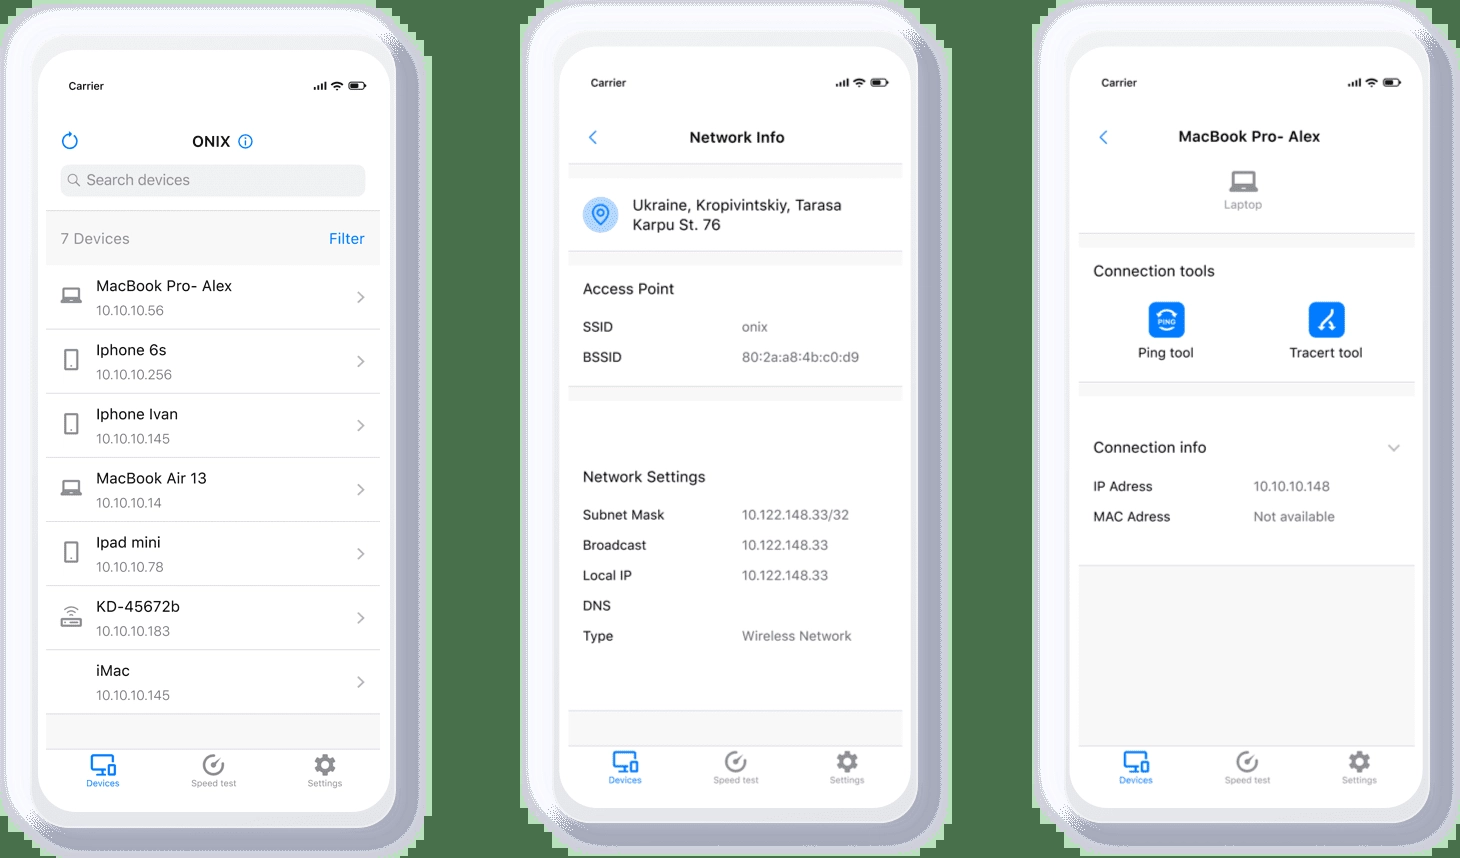 Carrier
ONIX
Search devices
7 Devices Filter
MacBook Pro- Alex
10.10.10.56
Iphone 6s
10.10.10.256
Iphone Ivan
10.10.10.145
MacBook Air 13
10.10.10.14
Ipad mini
10.10.10.78
KD-45672b
10.10.10.183
iMac
10.10.10.145
Devices Speed test Settings
Carrier
Network Info
Ukraine, Kropivintskiy, Tarasa
Karpu St. 76
Access Point
SSID onix
BSSID 80:2a:a8:4b:c0:d9
Network Settings
Subnet Mask 10.122.148.33/32
Broadcast 10.122.148.33
Local IP 10.122.148.33
DNS
Type Wireless Network
Devices Speed test Settings
Carrier
MacBook Pro- Alex
Laptop
Connection tools
PING
Ping tool Tracert tool
Connection info
IP Adress 10.10.10.148
MAC Adress Not available
Devices Speed test Settings